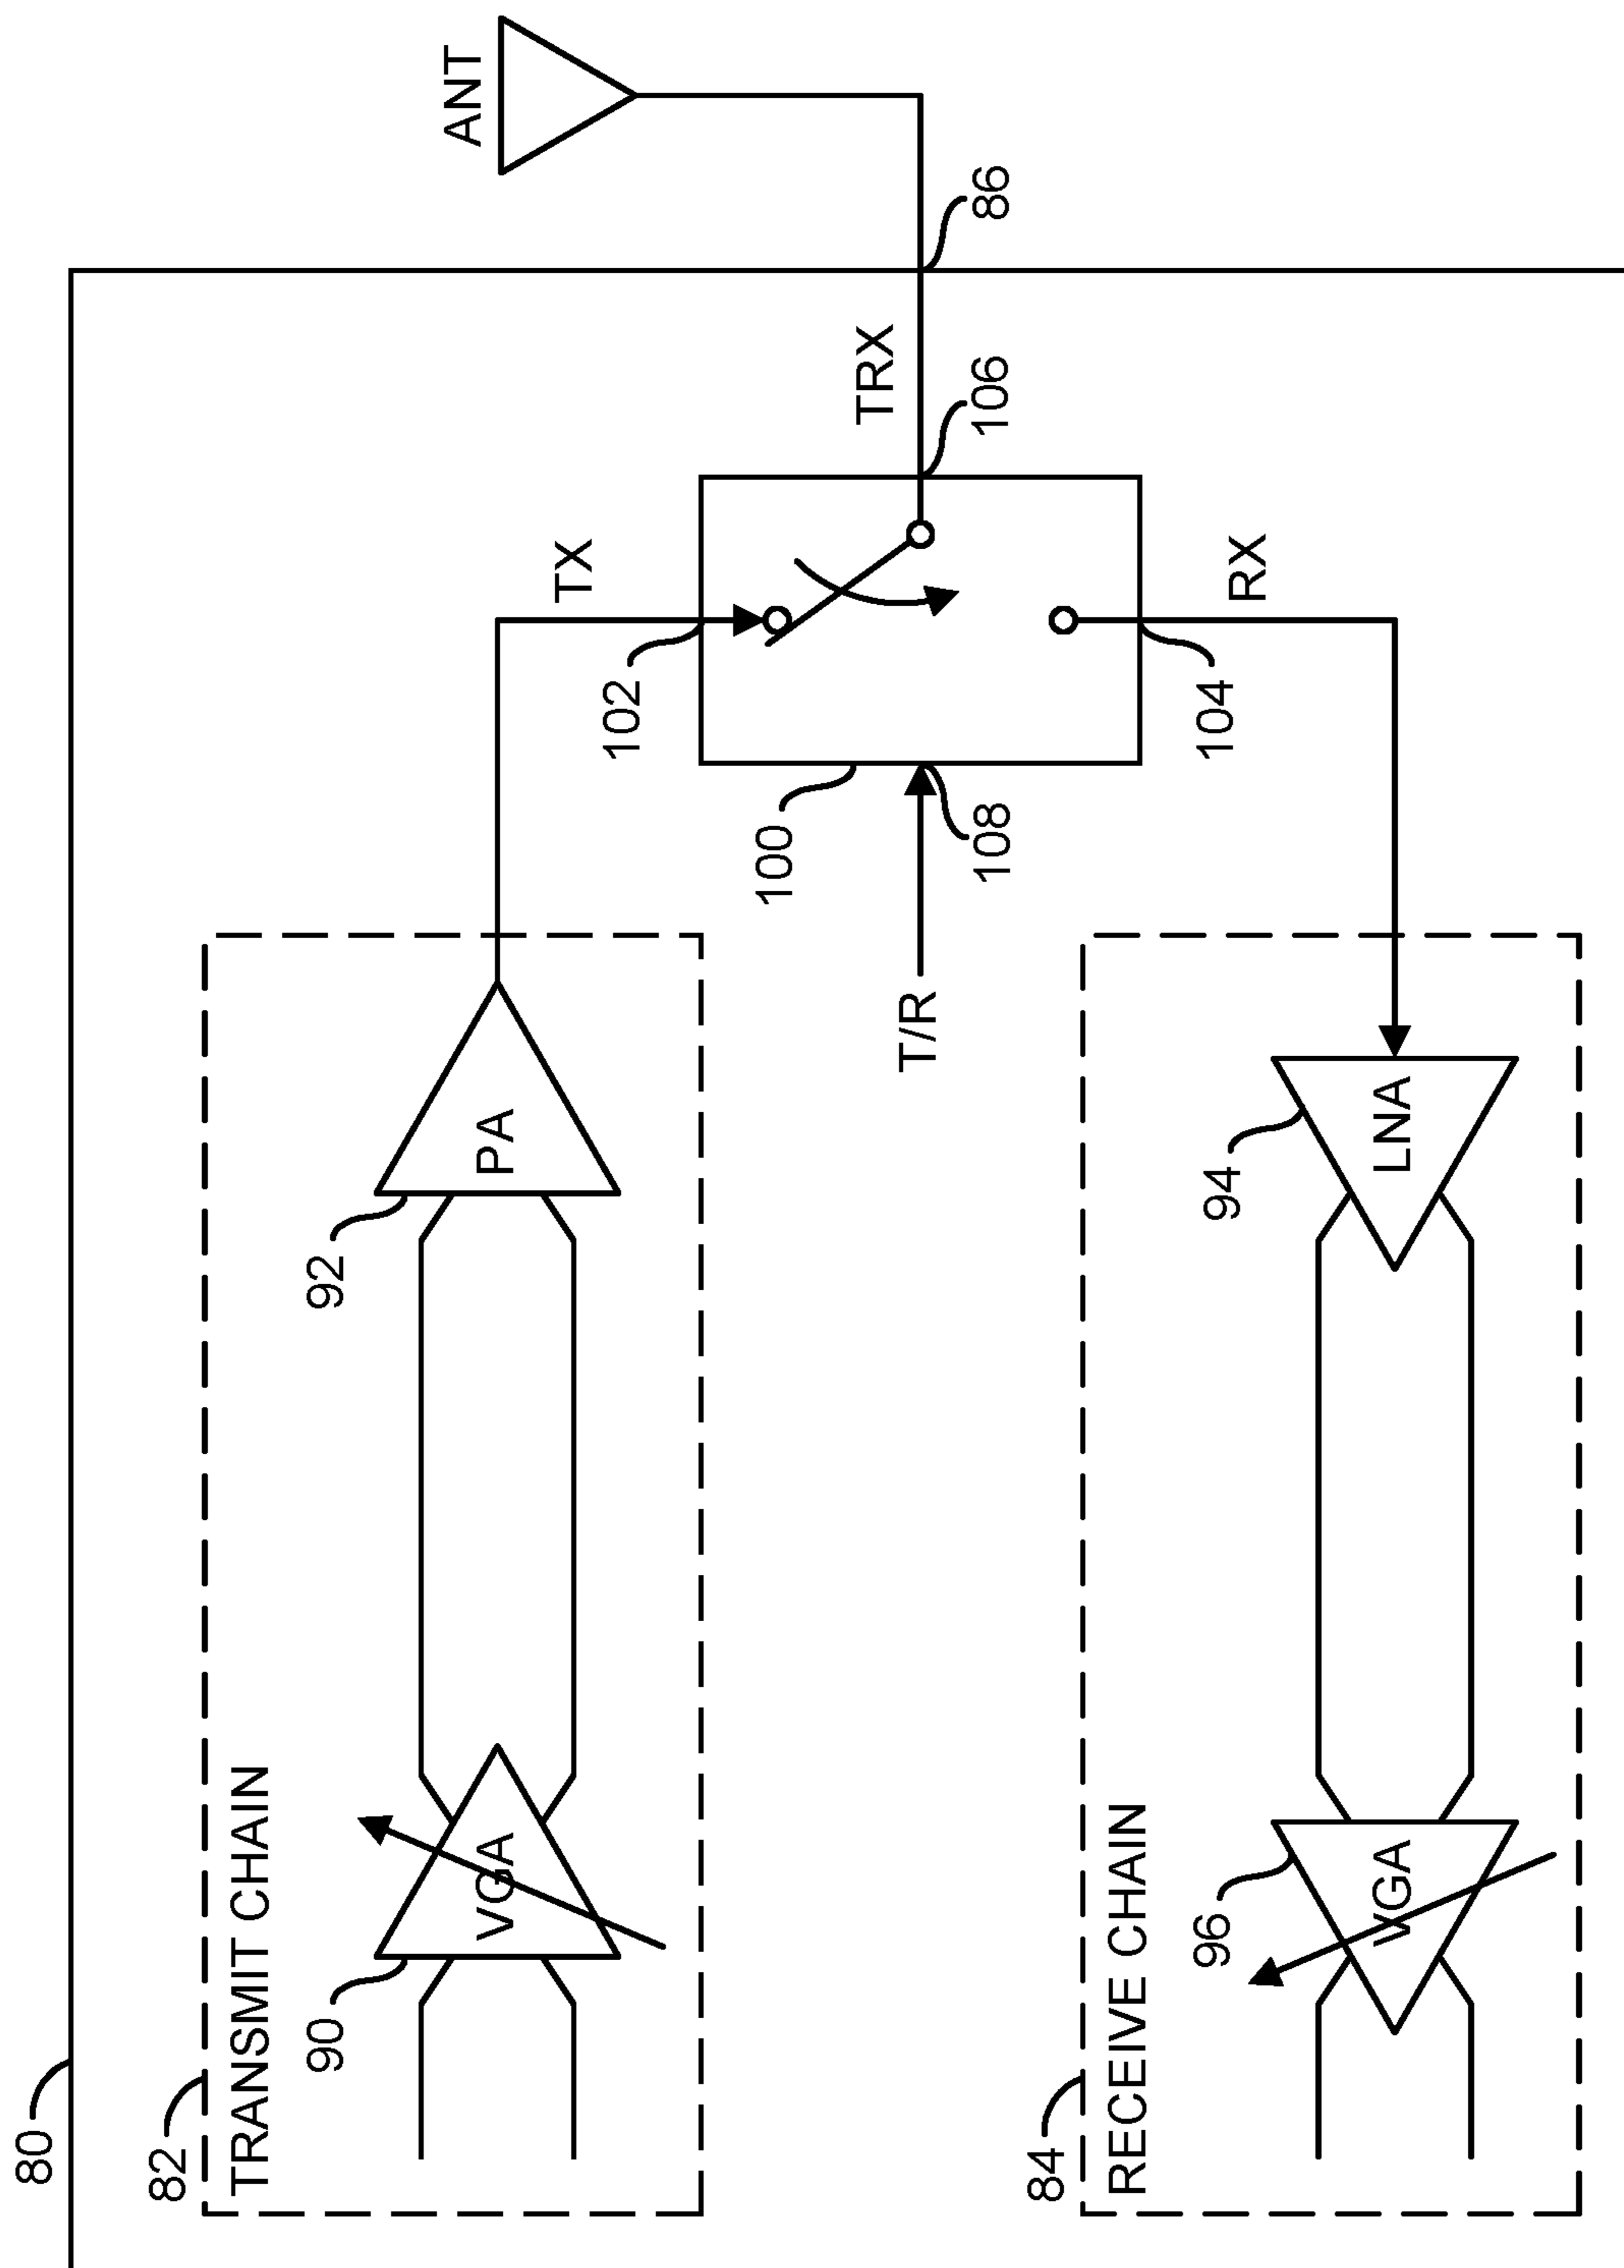 80
82
TRANSMIT CHAIN
90
VGA
92
PA
TX
ANT
102
100
T/R
108
TRX
106
86
104
RX
84
RECEIVE CHAIN
96
VGA
94
LNA